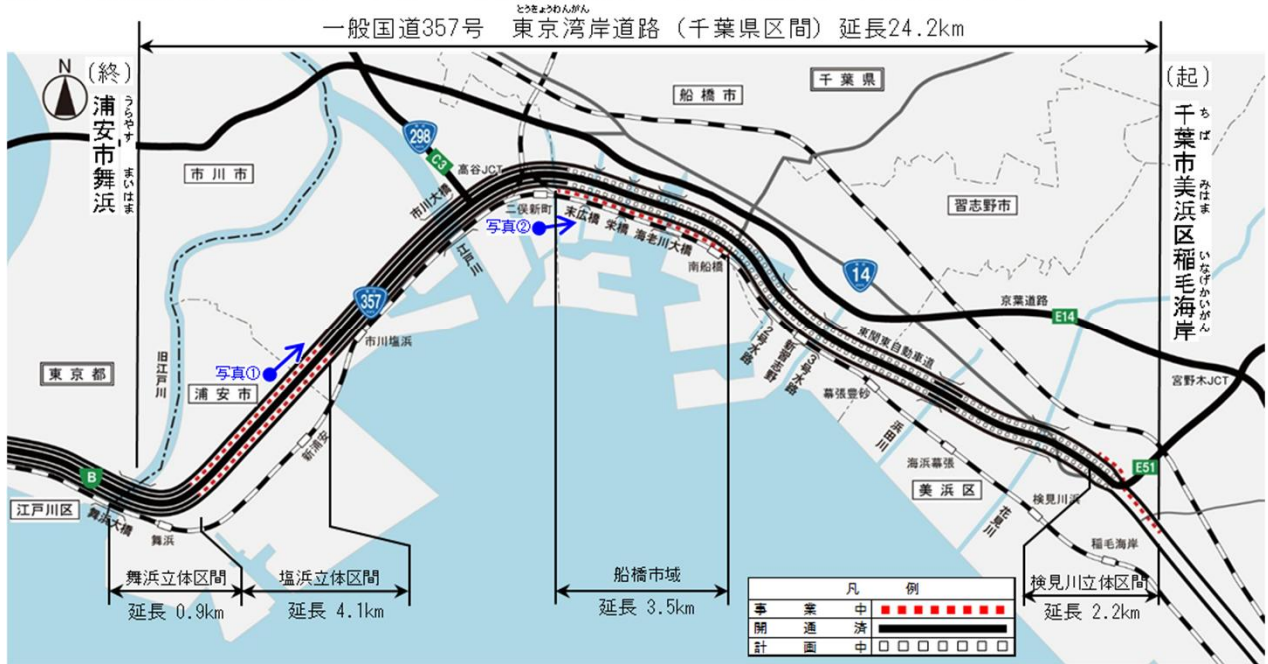 とうきょうわんがん
一般国道357号 東京湾岸道路（千葉県区間）延長24.2km
N
(終)
浦安市舞浜
うらやす まいはま
(起)
千葉市美浜区稲毛海岸
ちば みはま いなげかいがん
千葉県
船橋市
298
C3
高谷JCT
市川市
市川大橋
習志野市
二俣新町
写真②
末広橋
栄橋
海老川大橋
江戸川
南船橋
14
357
京葉道路
E14
旧江戸川
市川塩浜
東関東自動車道
2号水路
新習志野
3号水路
写真①
東京都
浦安市
宮野木JCT
幕張豊砂
浜田川
新浦安
海浜幕張
B
E51
美浜区
江戸川区
舞浜大橋
検見川浜
花見川
舞浜
稲毛海岸
舞浜立体区間
延長 0.9km
塩浜立体区間
延長 4.1km
船橋市域
延長 3.5km
検見川立体区間
延長 2.2km
凡 例
事業中
開通済
計画中